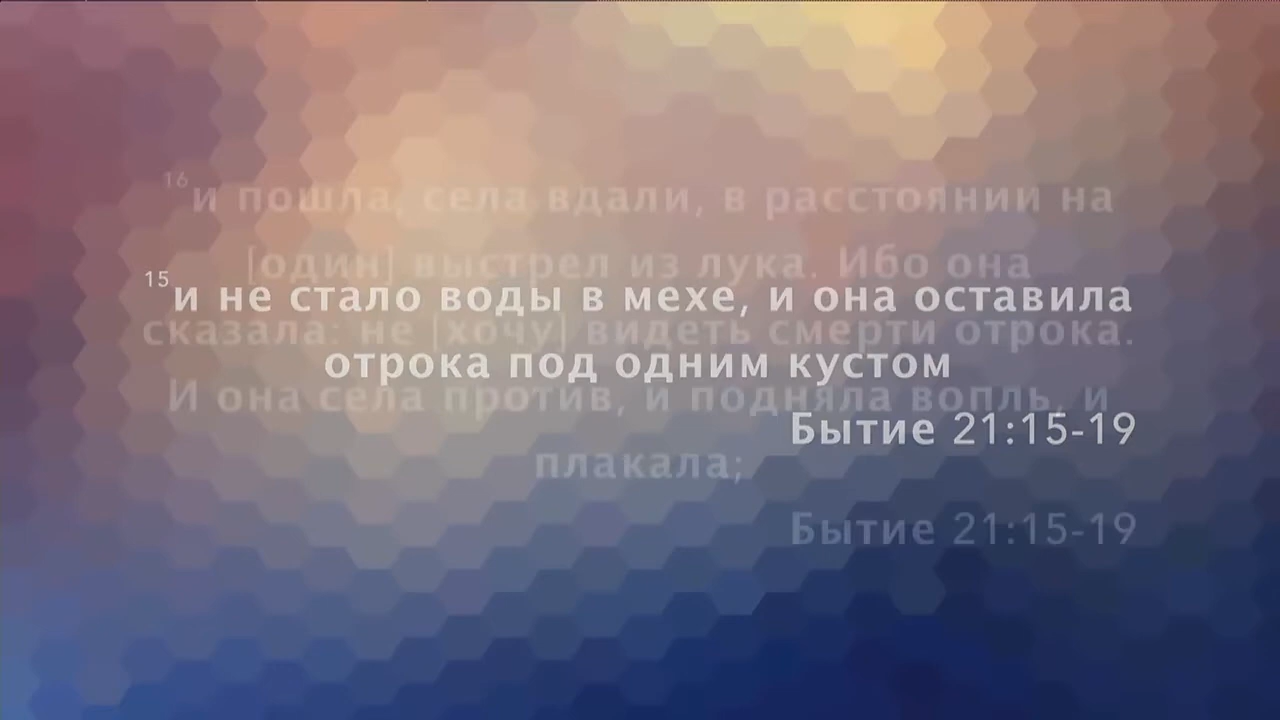 16 и пошла, села вдали, в расстоянии на
[один] выстрел из лука. Ибо она
15 и не стало воды в мехе, и она оставила
сказала: не [хочу] видеть смерти отрока.
отрока под одним кустом
И она села против, и подняла вопль, и
Бытие 21:15-19
плакала;
Бытие 21:15-19